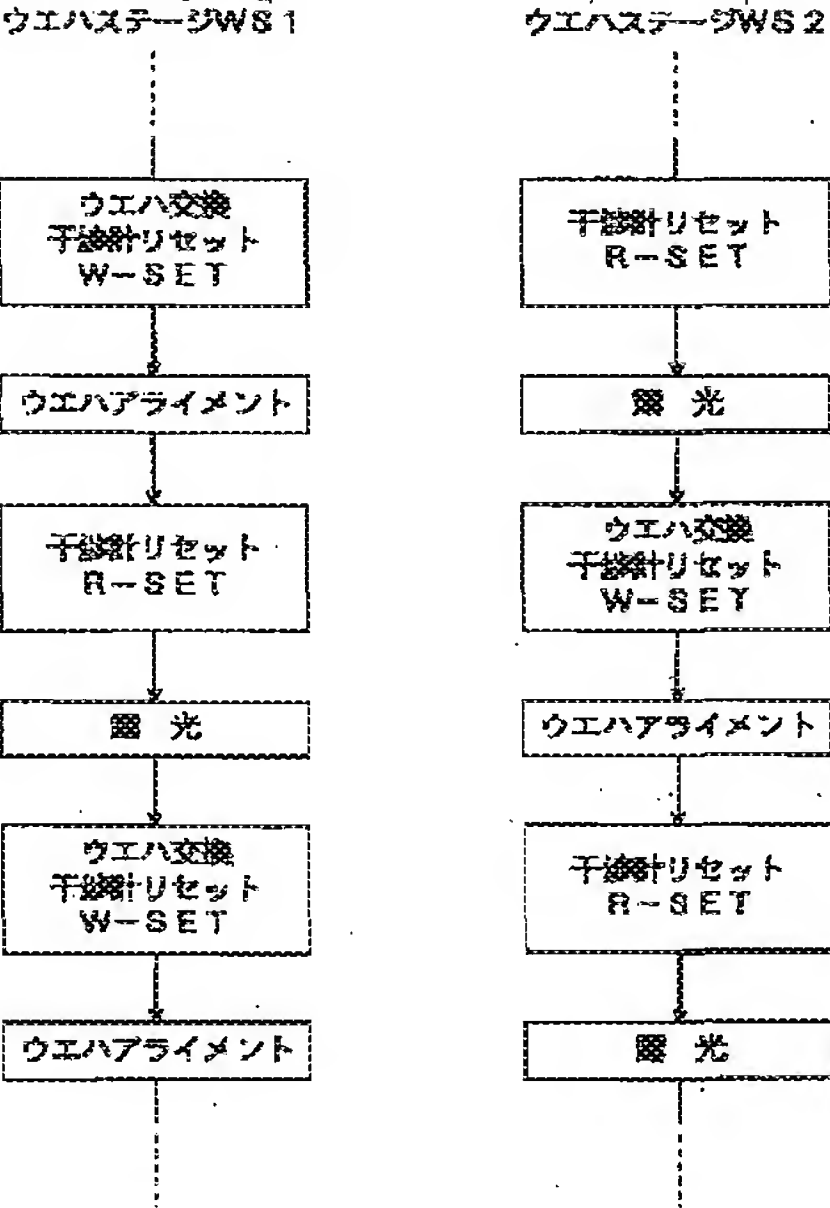 ウエハステージWS1
ウエハ交換
干渉計リセット
W-SET
ウエハアライメント
干渉計リセット
R-SET
露 光
ウエハ交換
干渉計リセット
W-SET
ウエハアライメント
ウエハステージWS2
干渉計リセット
R-SET
露 光
ウエハ交換
干渉計リセット
W-SET
ウエハアライメント
干渉計リセット
R-SET
露 光